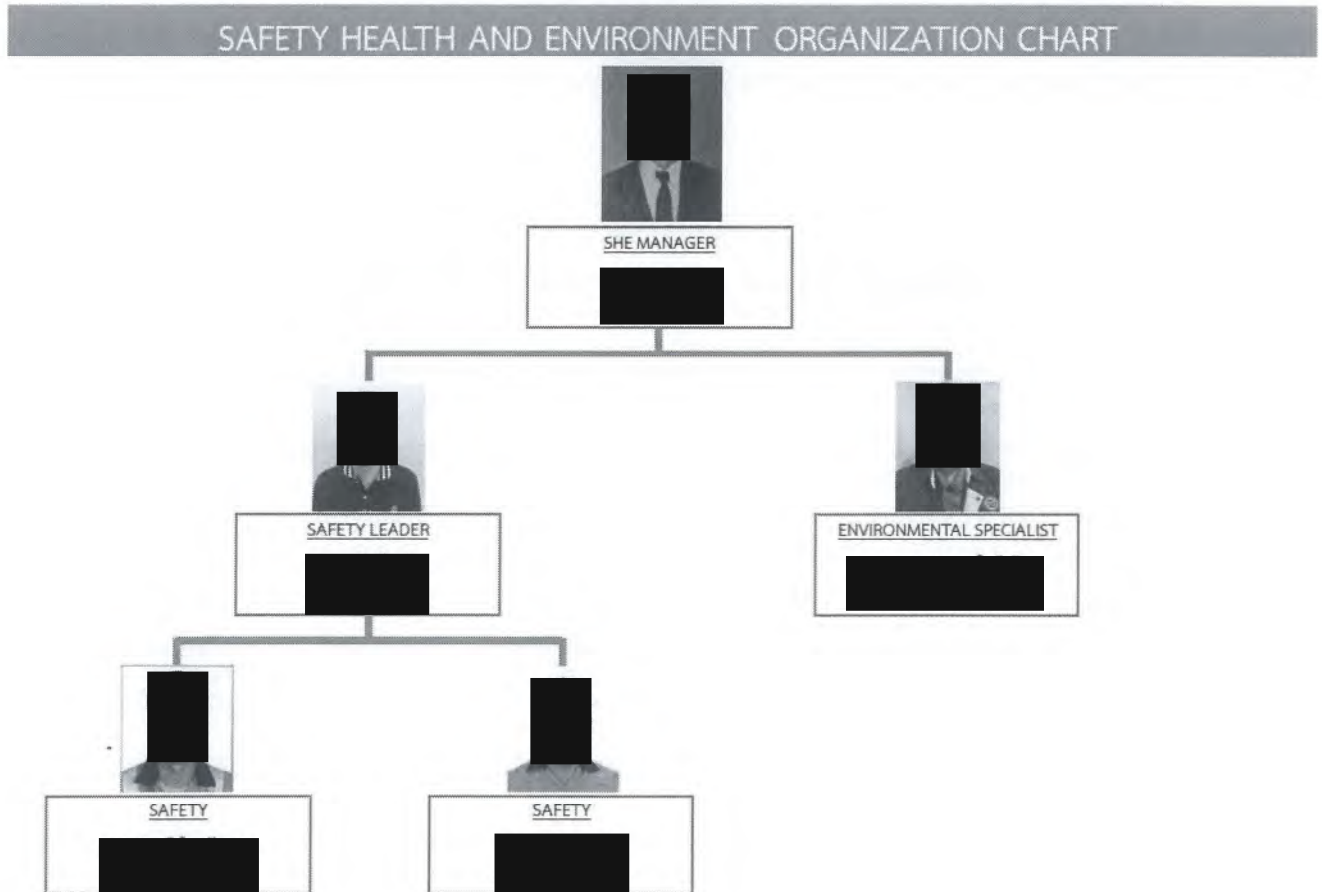 SAFETY HEALTH AND ENVIRONMENT ORGANIZATION CHART
SHE MANAGER
SAFETY LEADER
ENVIRONMENTAL SPECIALIST
SAFETY
SAFETY